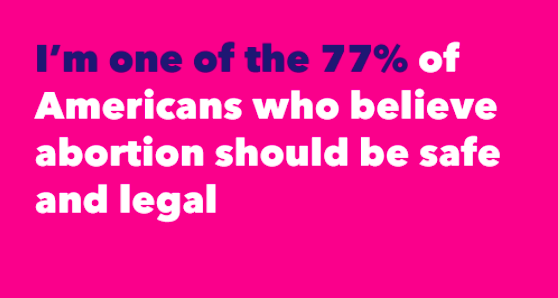 I’m one of the 77% of
Americans who believe
abortion should be safe
and legal